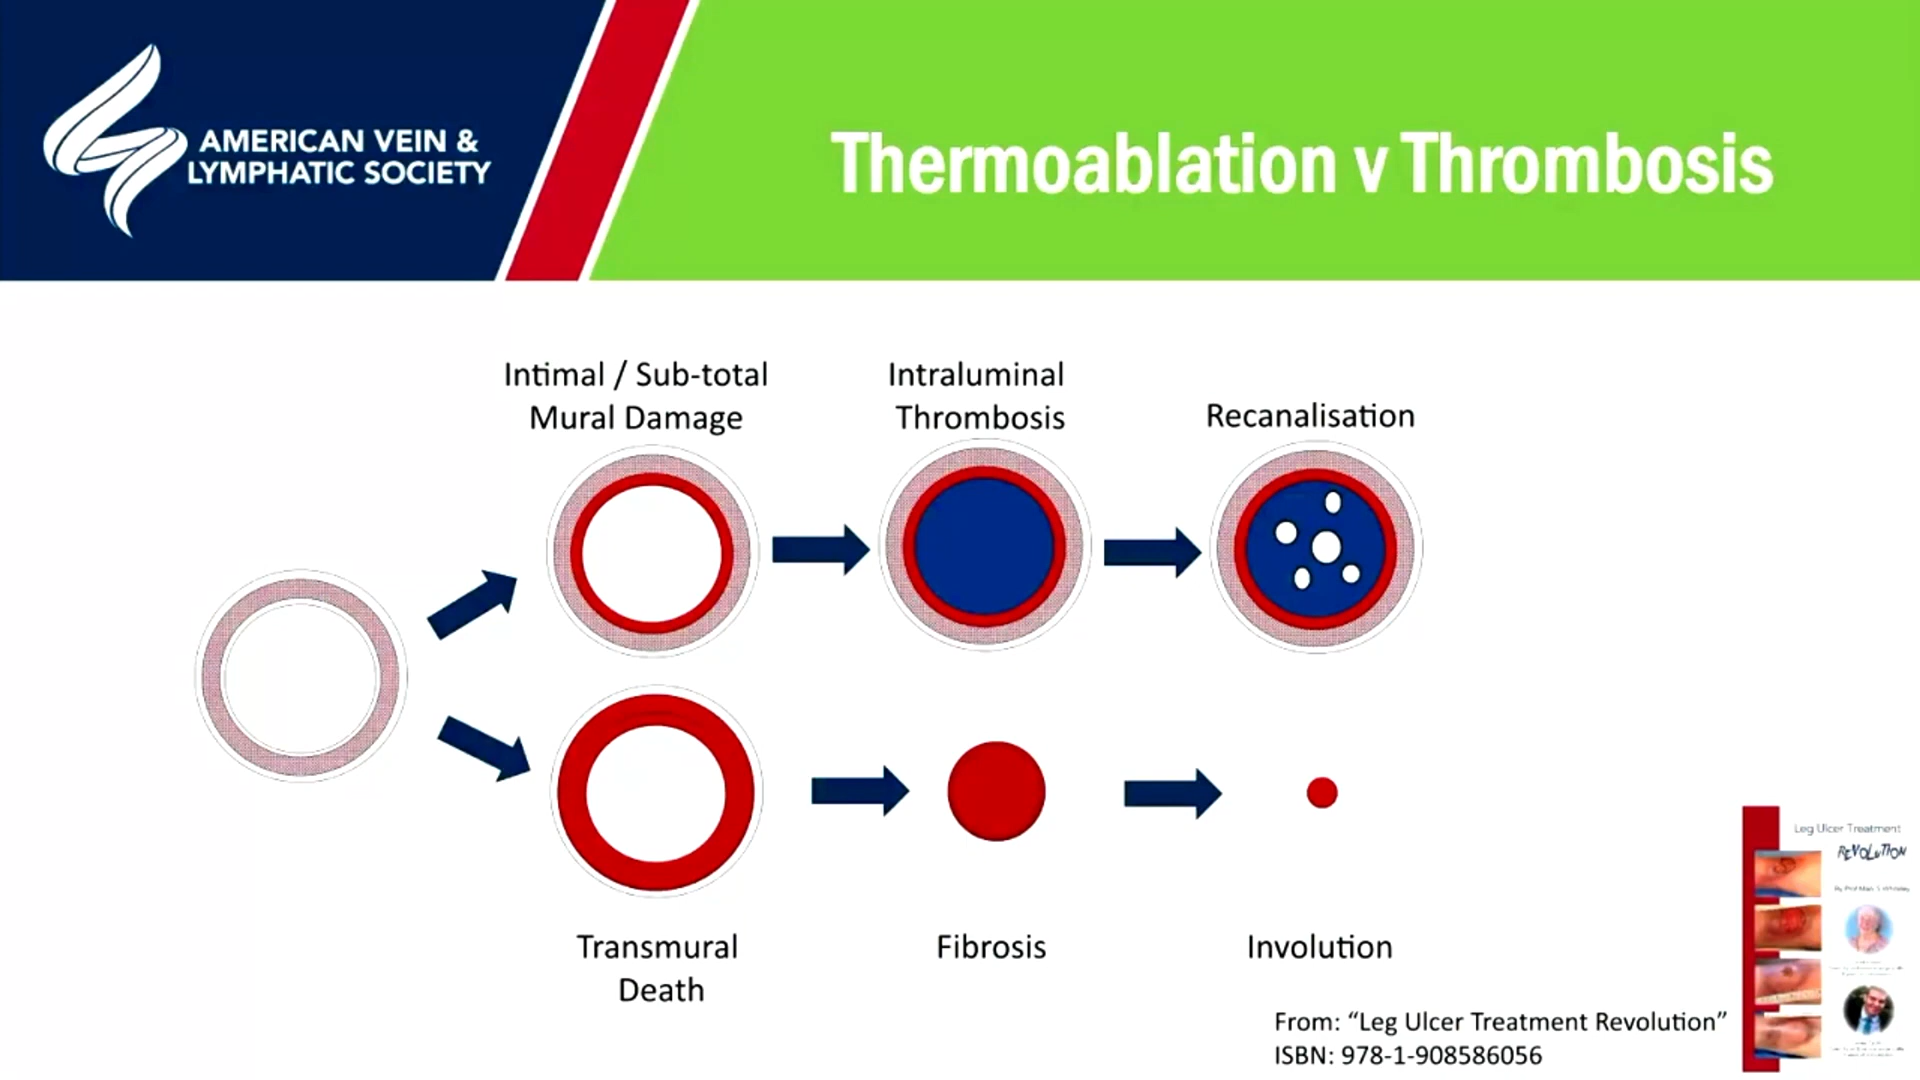 AMERICAN VEIN &
LYMPHATIC SOCIETY
Thermoablation v Thrombosis
Intimal / Sub-total
Mural Damage
Intraluminal
Thrombosis
Recanalisation
Transmural
Death
Fibrosis
Involution
From: “Leg Ulcer Treatment Revolution”
ISBN: 978-1-908586056
Leg Ulcer Treatment
REVOLuTION